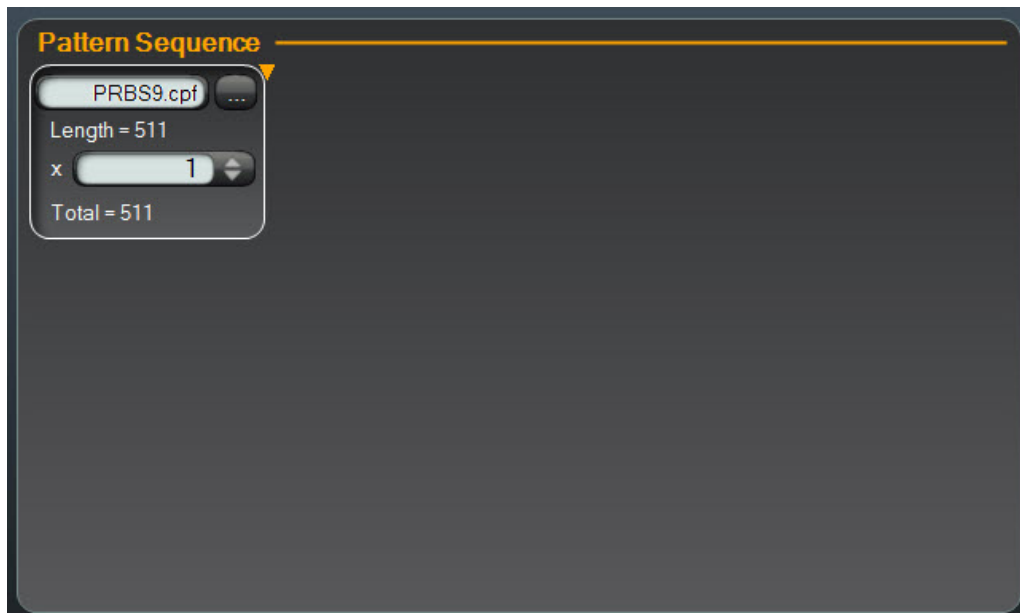 Pattern Sequence
PRBS9.cpf ...
Length = 511
x 1
Total = 511